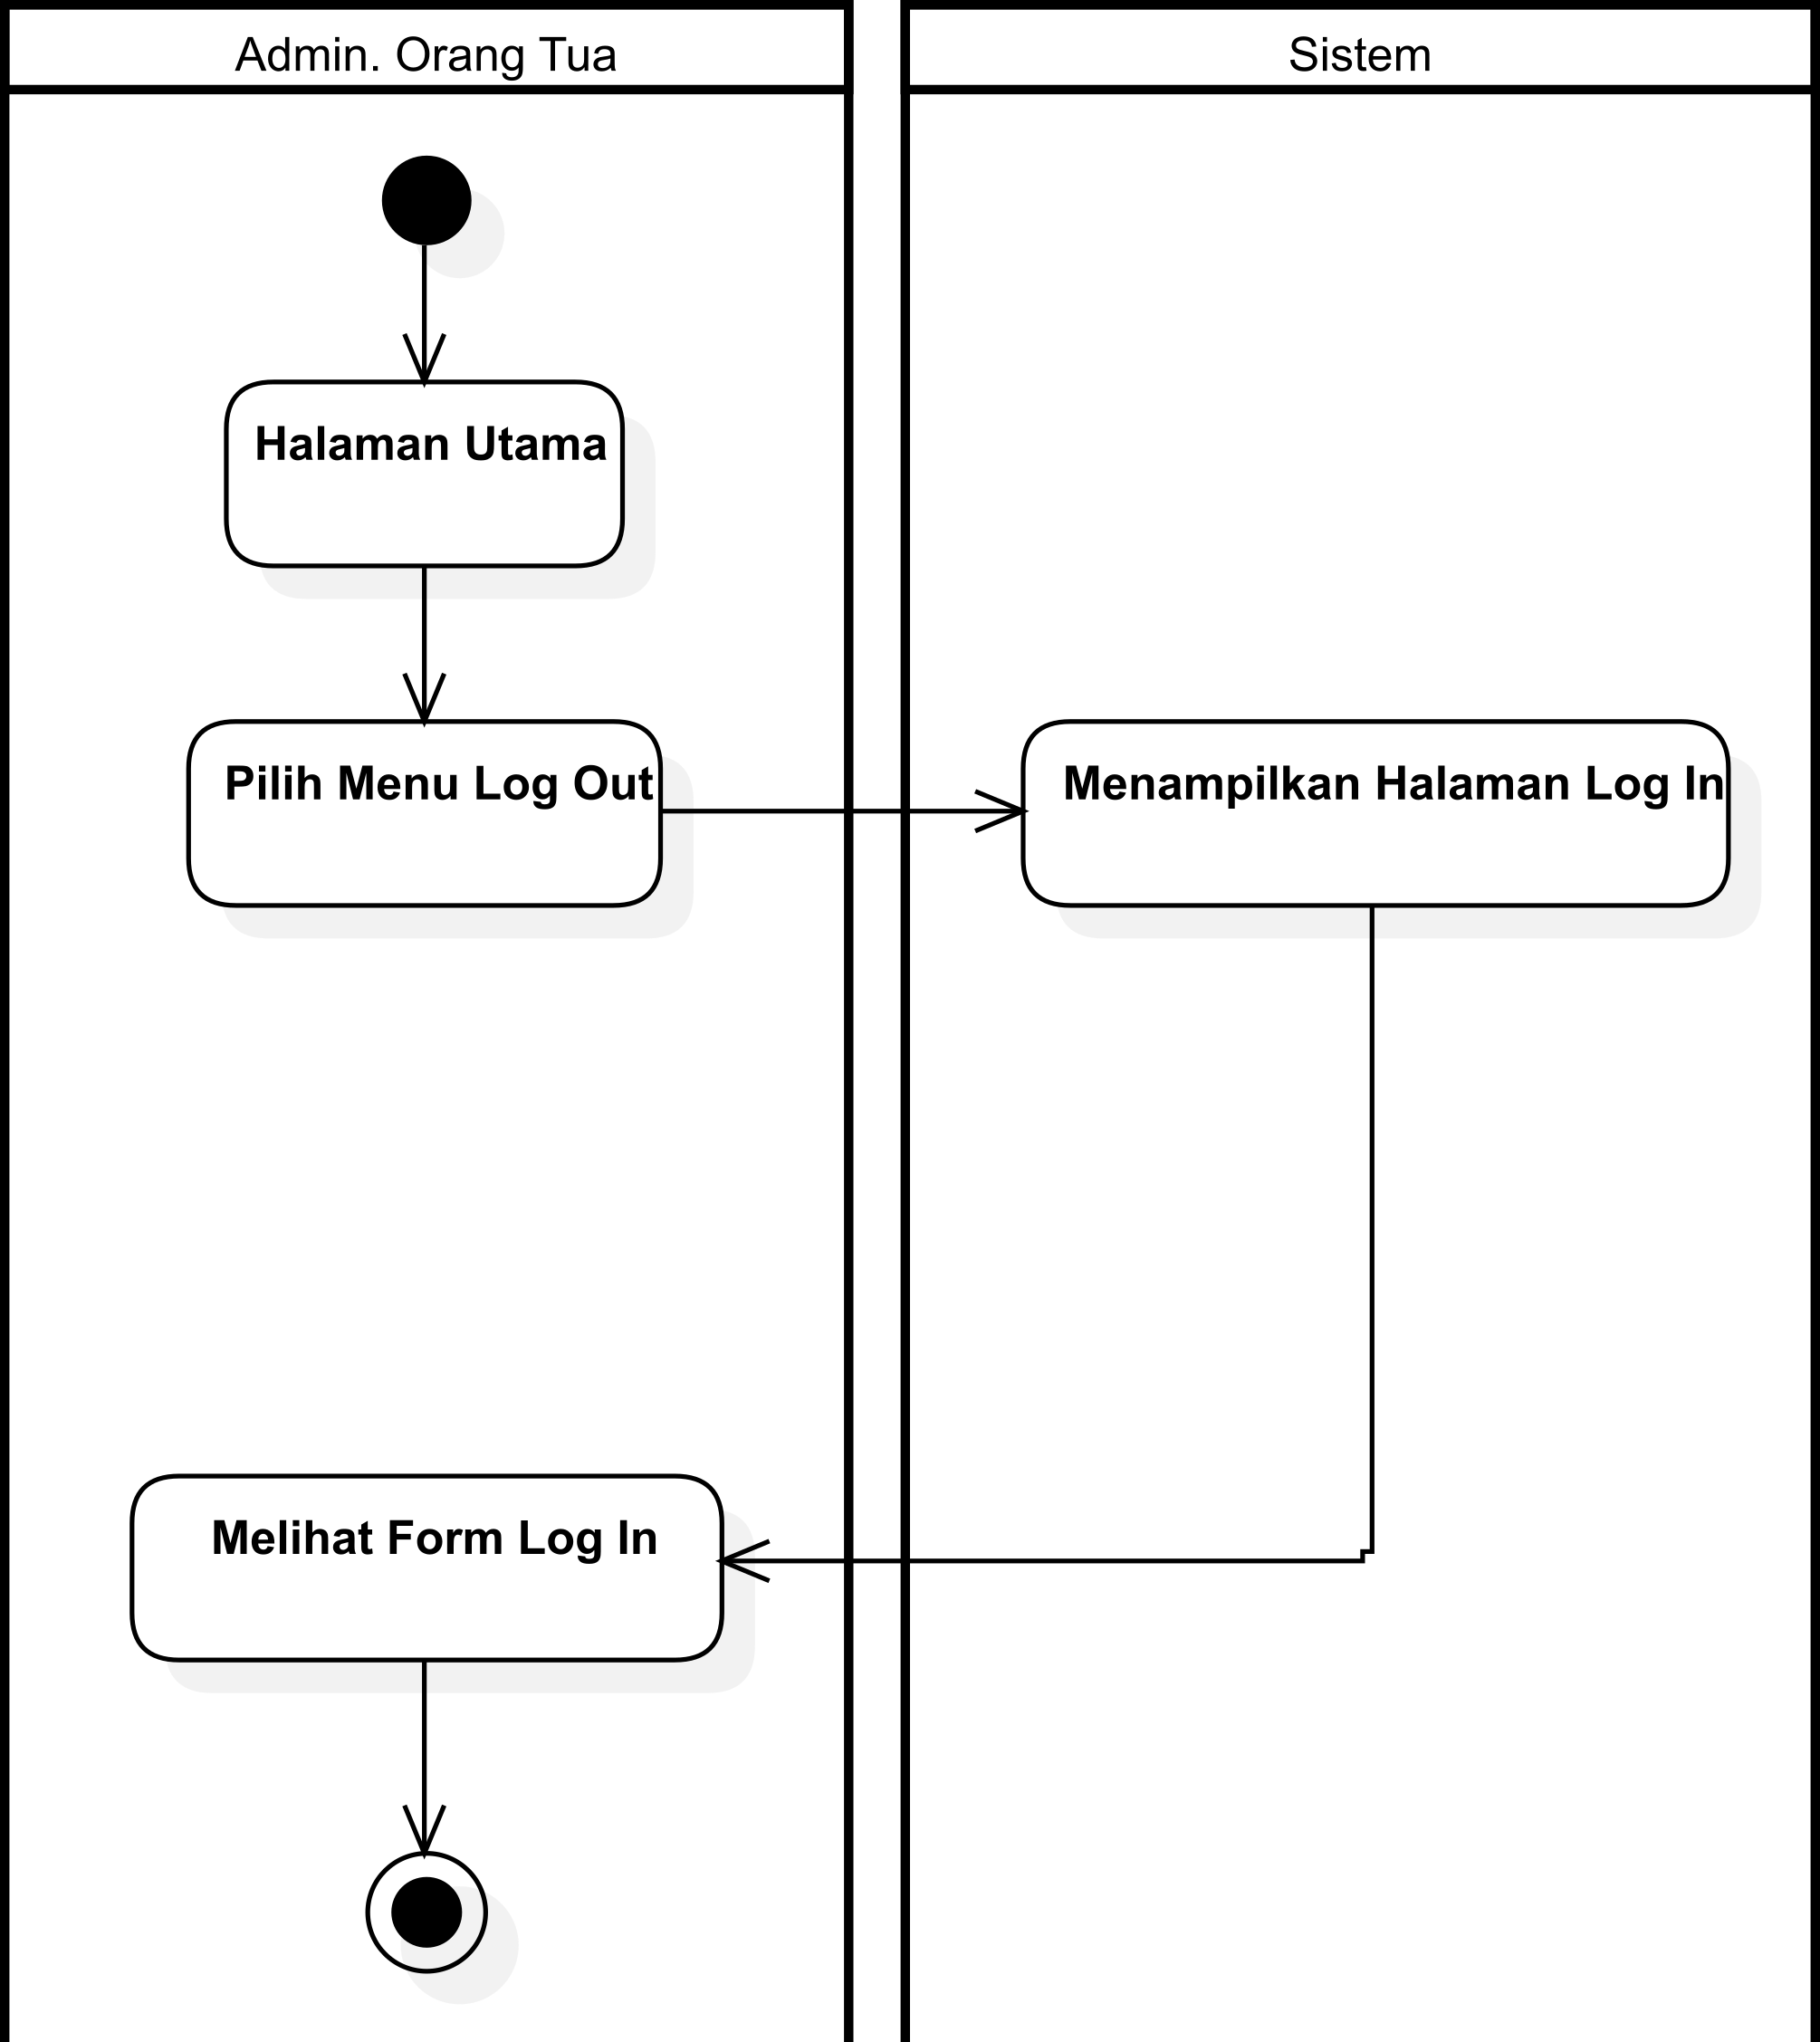 Admin. Orang Tua
Sistem
Halaman Utama
Pilih Menu Log Out
Menampilkan Halaman Log In
Melihat Form Log In